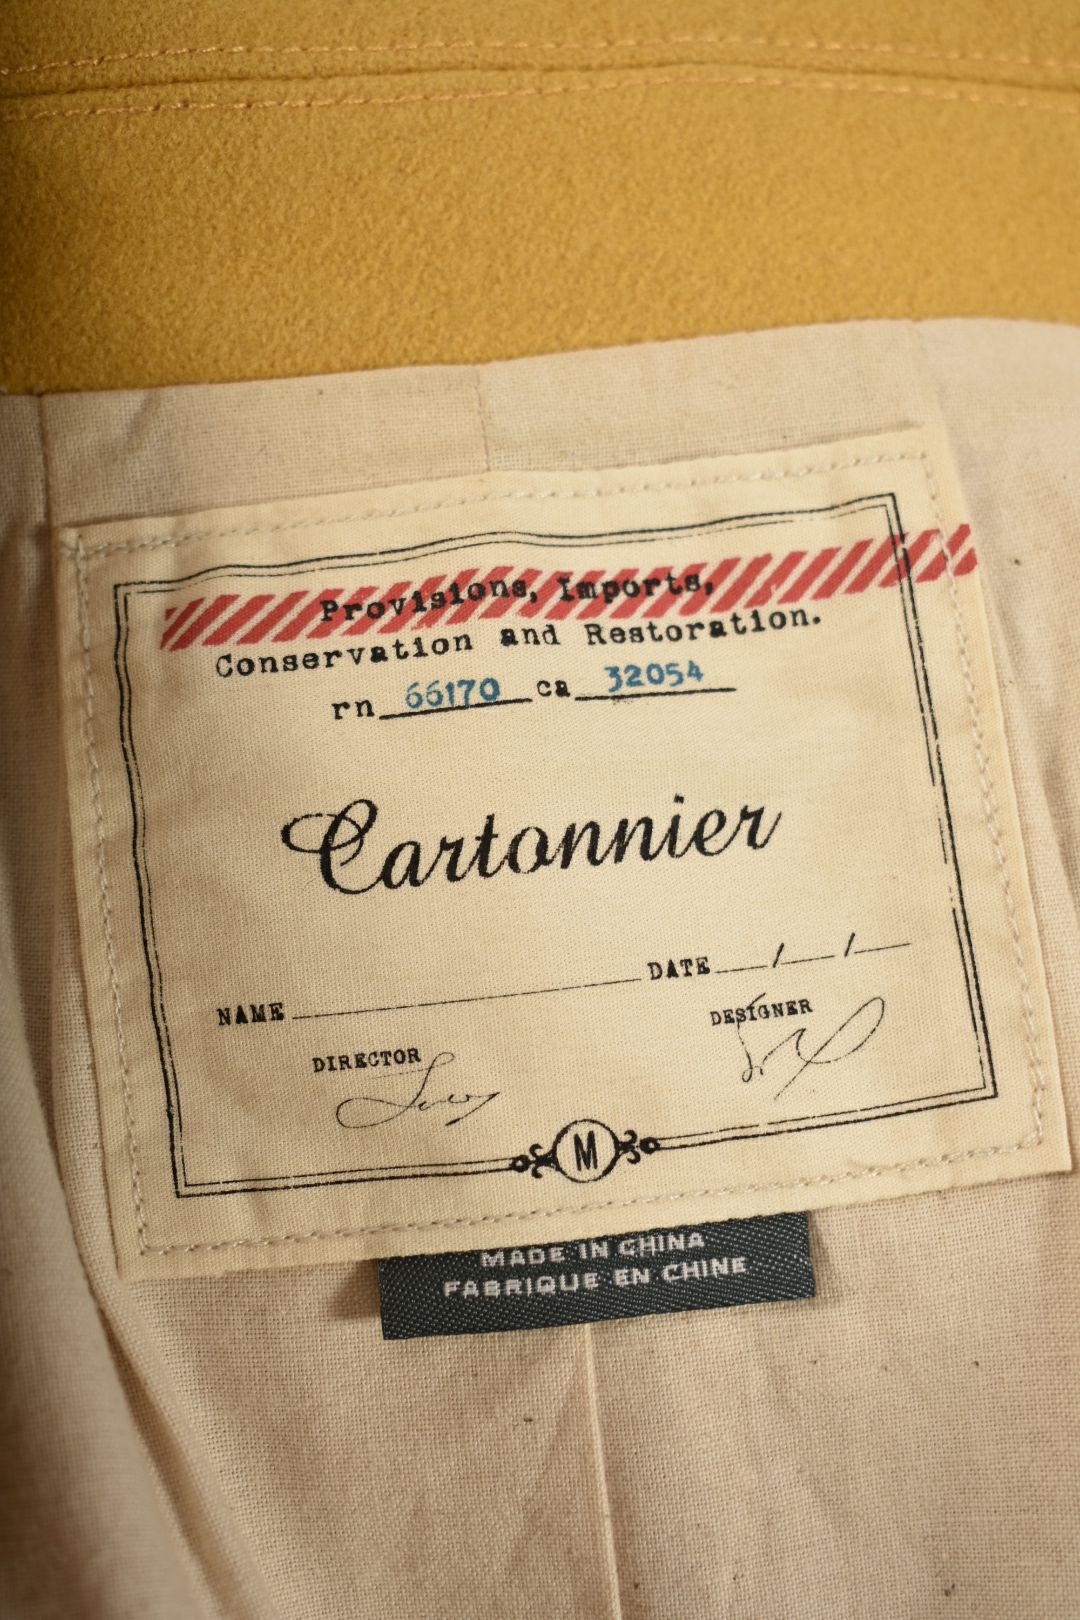 Provisions, Imports,
Conservation and Restoration.
rn 66170 ca 32054
Cartonnier
NAME DATE / /
DIRECTOR DESIGNER
M
MADE IN CHINA
FABRIQUE EN CHINE